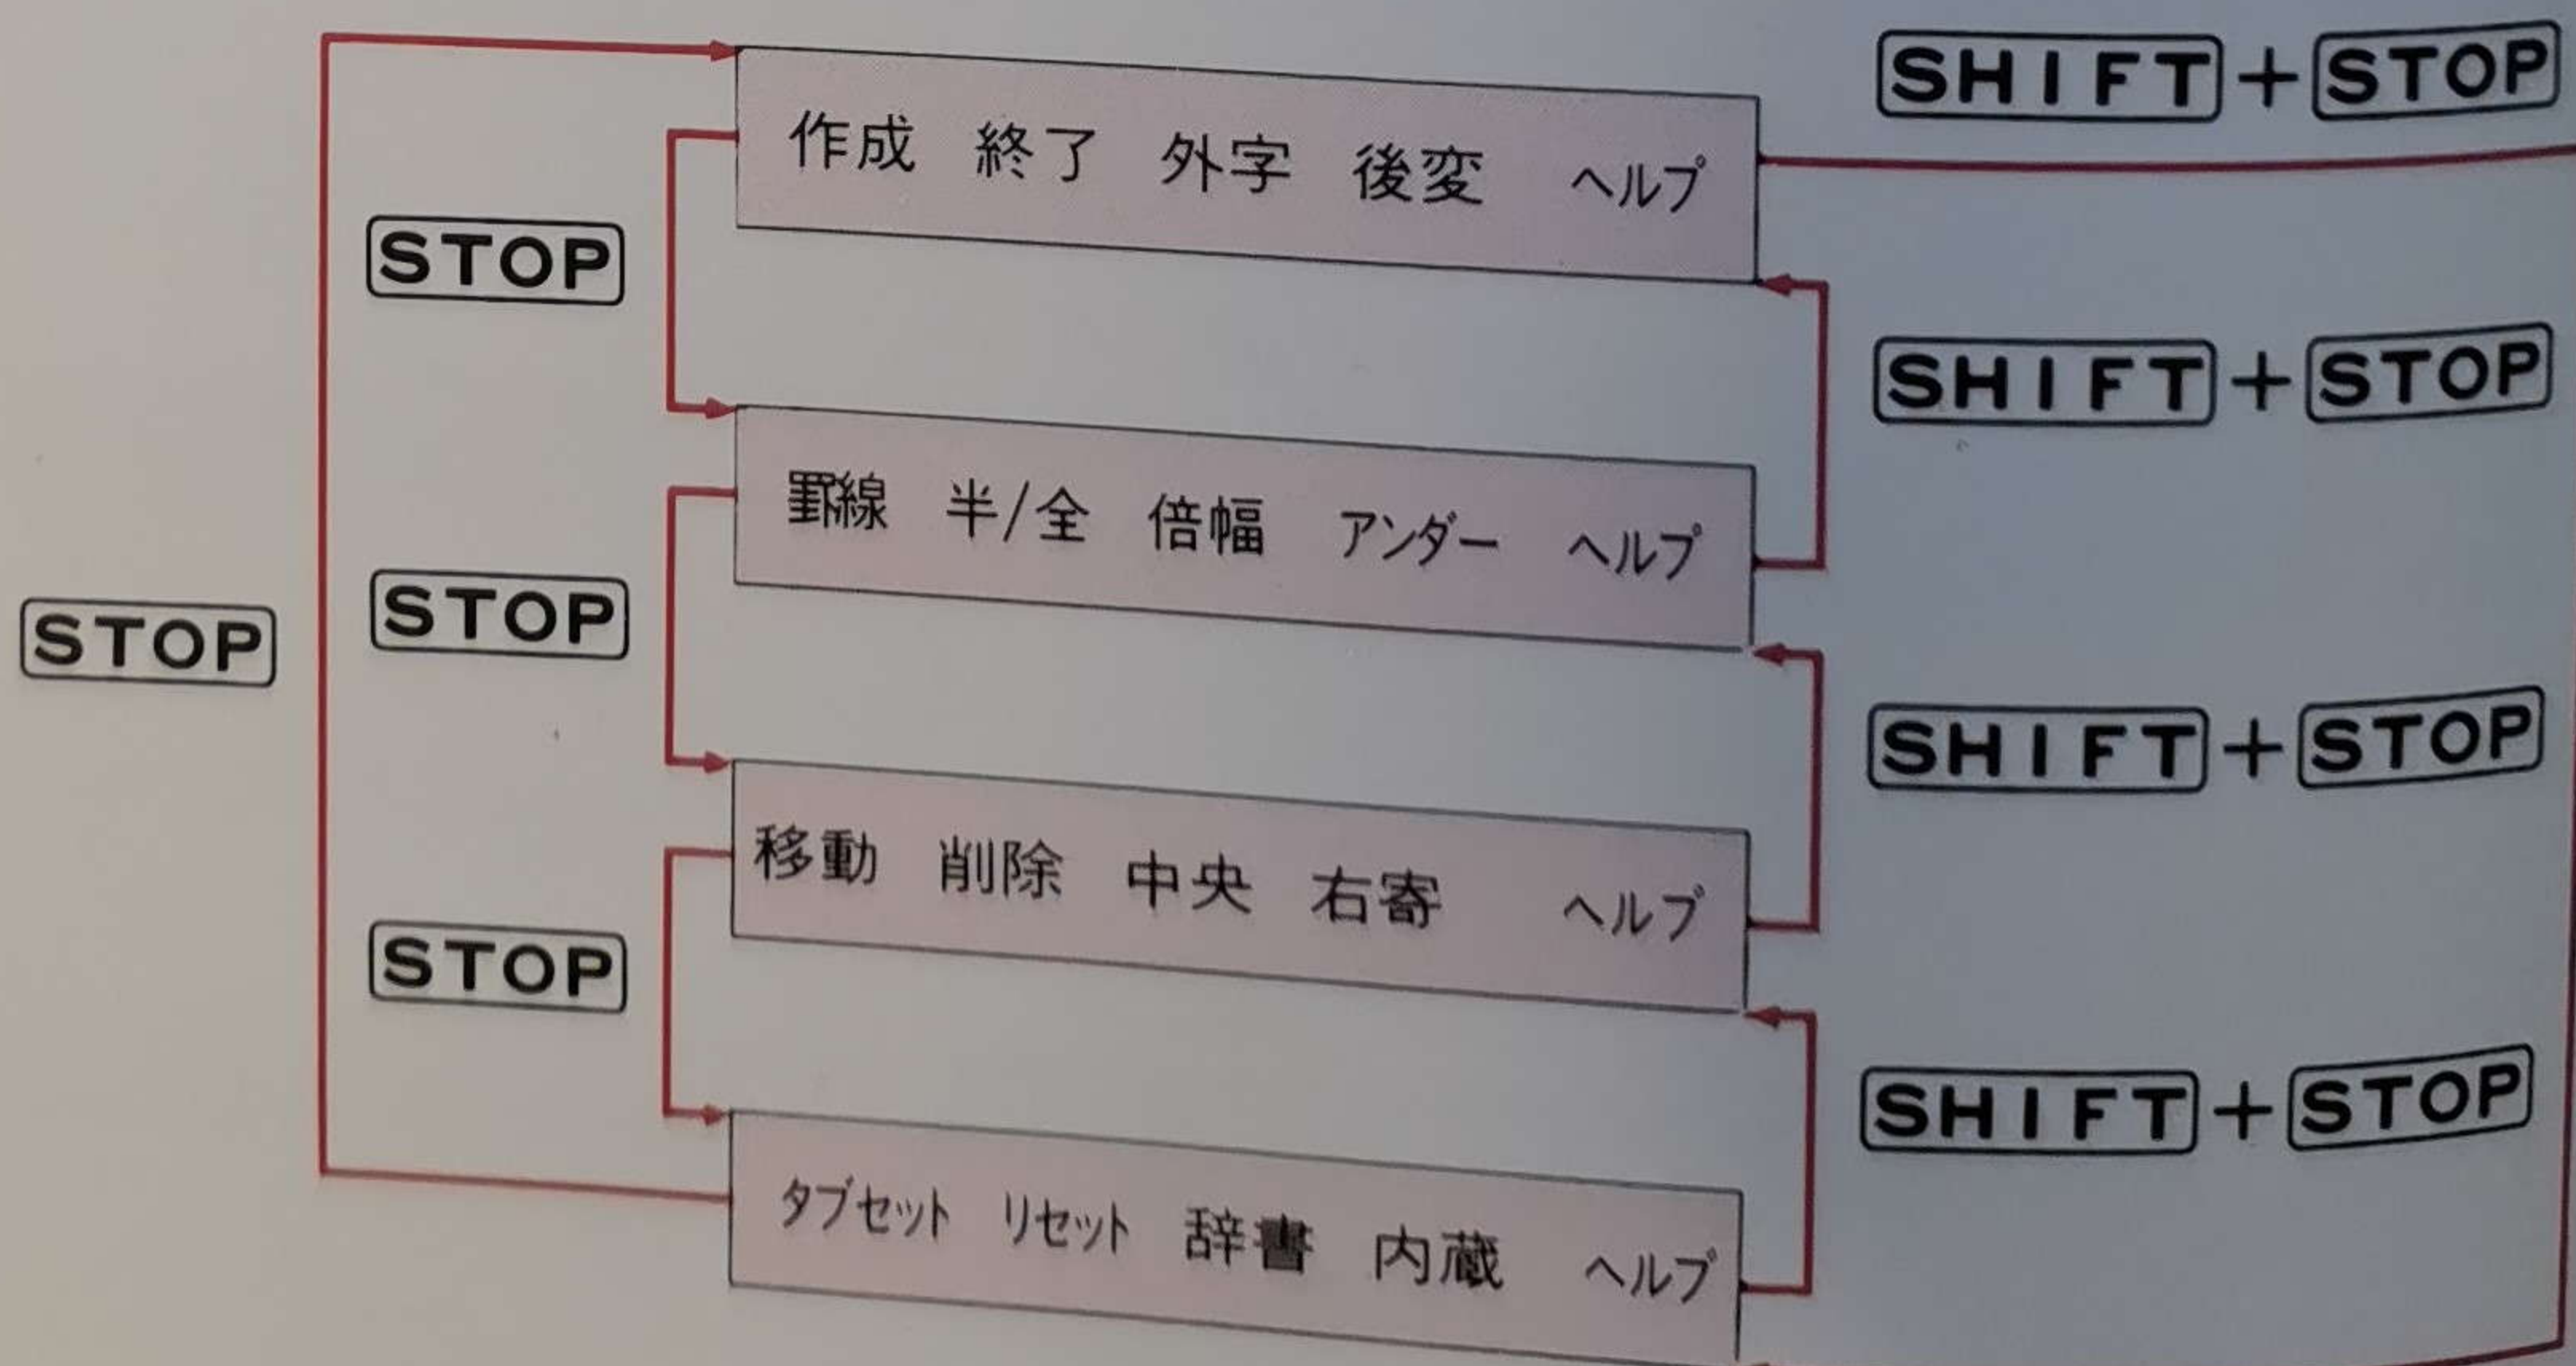 SHIFT+STOP
作成 終了 外字 後変 ヘルプ
STOP
SHIFT+STOP
罫線 半/全 倍幅 アンダー ヘルプ
STOP
STOP
SHIFT+STOP
移動 削除 中央 右寄 ヘルプ
STOP
SHIFT+STOP
タブセット リセット 辞書 内蔵 ヘルプ